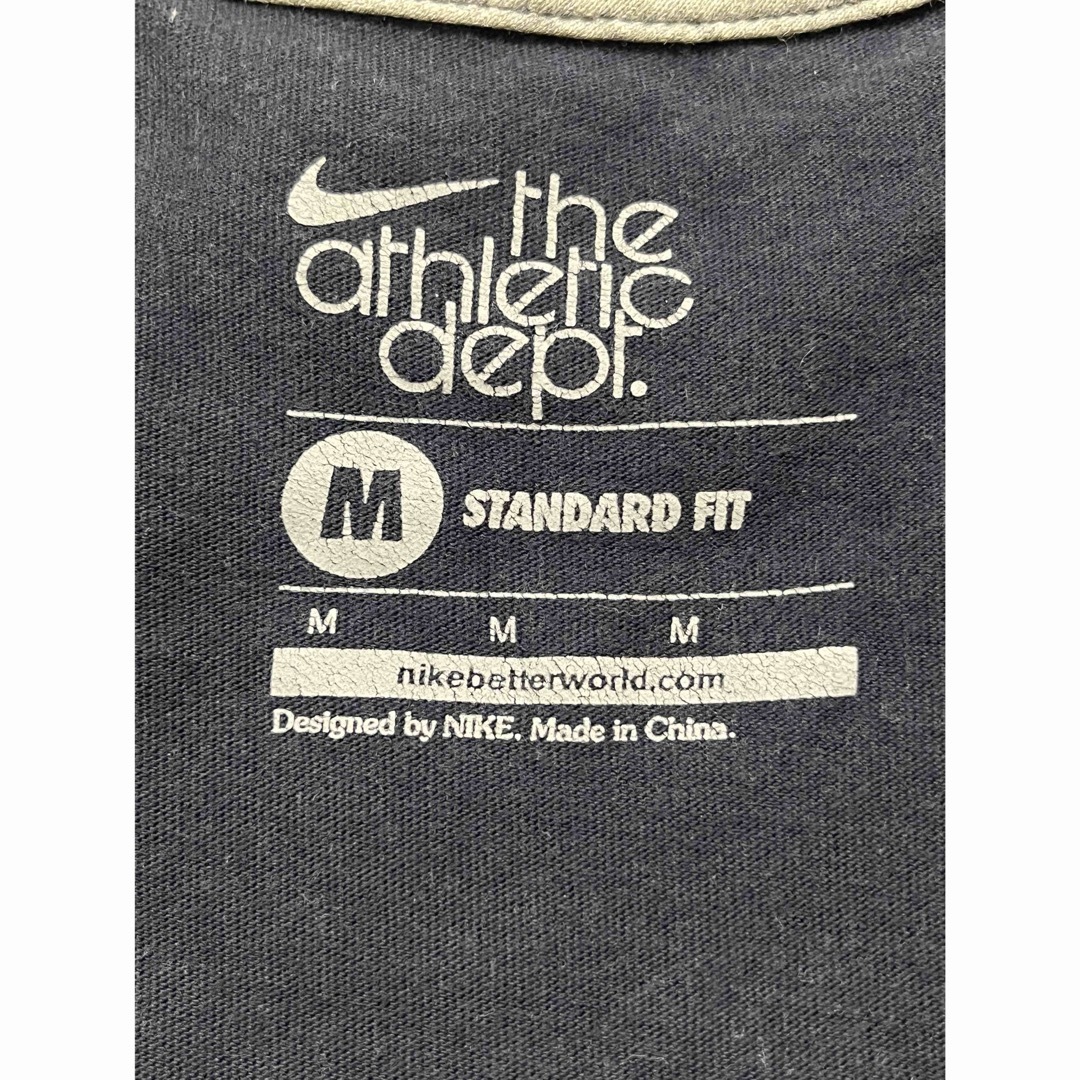 the
athletic
dept.
M STANDARD FIT
M M M
nikebetterworld.com
Designed by NIKE. Made in China.